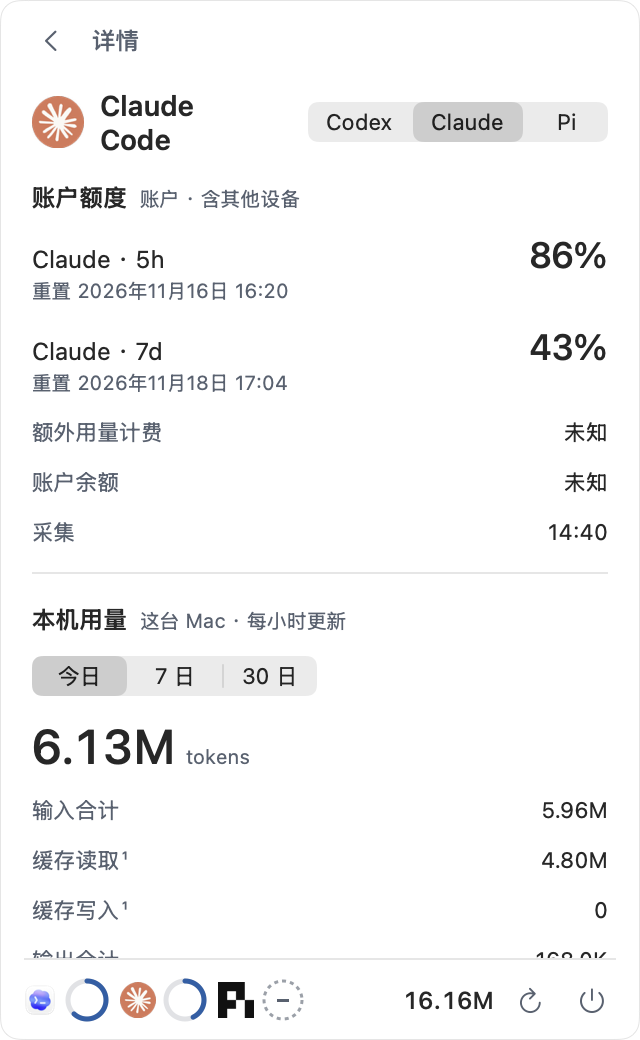 详情
Claude Code
Codex Claude Pi
账户额度 账户 · 含其他设备
Claude · 5h 86%
重置 2026年11月16日 16:20
Claude · 7d 43%
重置 2026年11月18日 17:04
额外用量计费 未知
账户余额 未知
采集 14:40
本机用量 这台 Mac · 每小时更新
今日 7 日 30 日
6.13M tokens
输入合计 5.96M
缓存读取¹ 4.80M
缓存写入¹ 0
16.16M